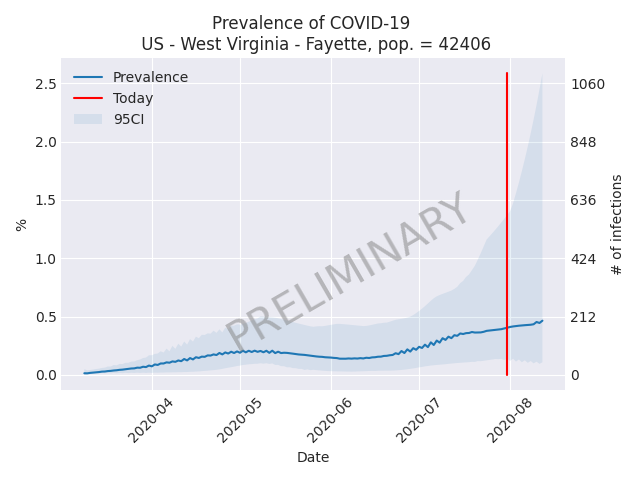 Prevalence of COVID-19
US - West Virginia - Fayette, pop. = 42406
Prevalence
Today
95CI
2.5
2.0
1.5
1.0
0.5
0.0
%
1060
848
636
424
212
0
# of infections
PRELIMINARY
2020-04
2020-05
2020-06
2020-07
2020-08
Date